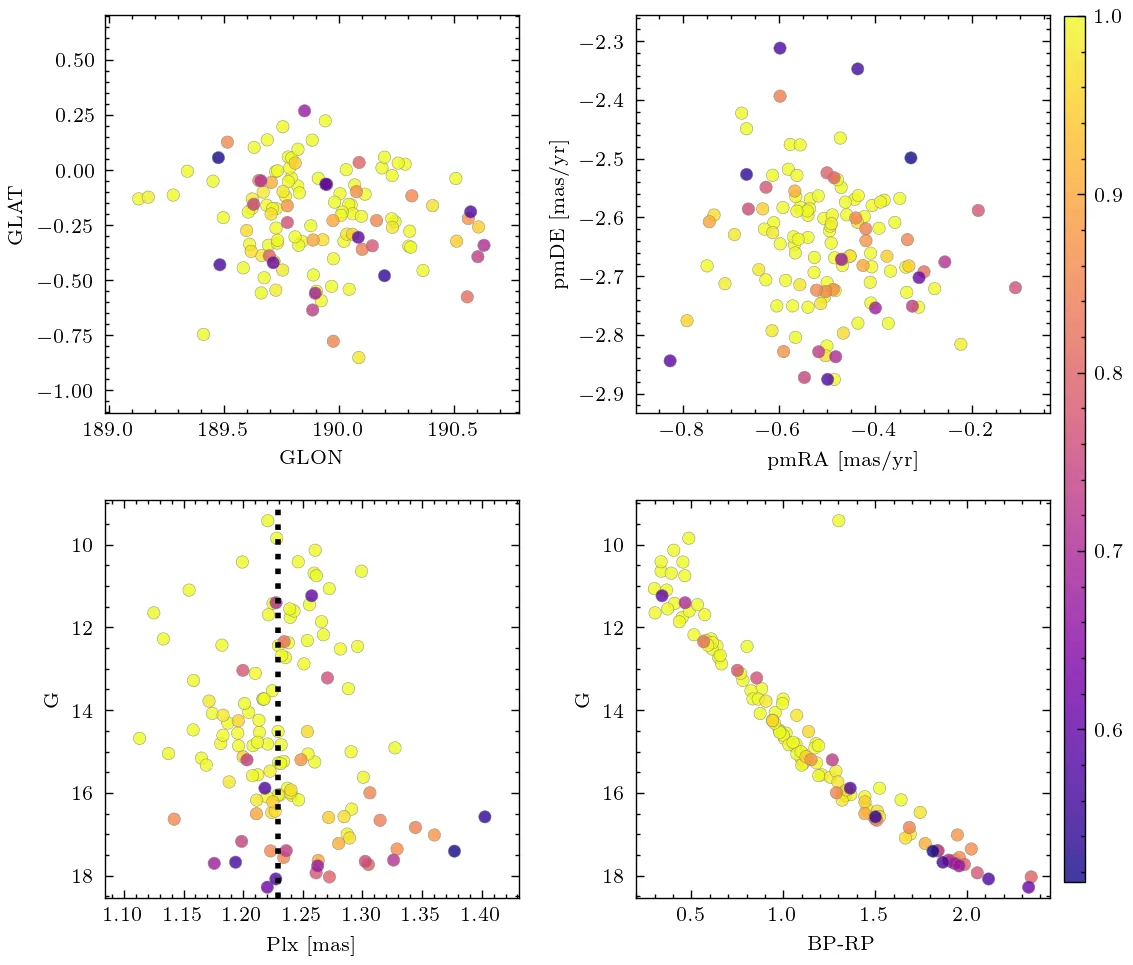 0.50
0.25
0.00
−0.25
−0.50
−0.75
−1.00
GLAT
189.0 189.5 190.0 190.5
GLON
−2.3
−2.4
−2.5
−2.6
−2.7
−2.8
−2.9
pmDE [mas/yr]
−0.8 −0.6 −0.4 −0.2
pmRA [mas/yr]
1.0
0.9
0.8
0.7
0.6
10
12
14
16
18
G
1.10 1.15 1.20 1.25 1.30 1.35 1.40
Plx [mas]
10
12
14
16
18
G
0.5 1.0 1.5 2.0
BP-RP